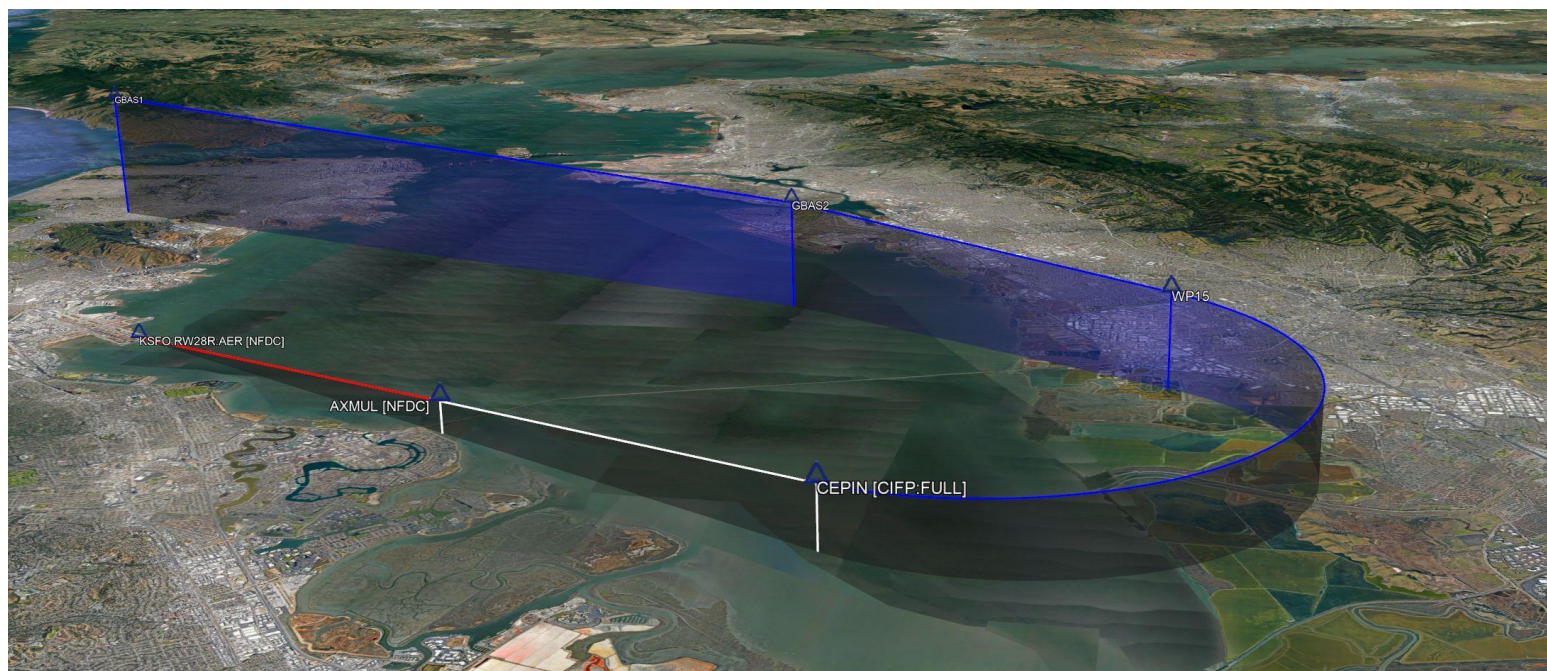 GBAS1
GBAS2
WP15
KSFO.RW28R.AER [NFDC]
AXMUL [NFDC]
CEPIN [CIFP:FULL]